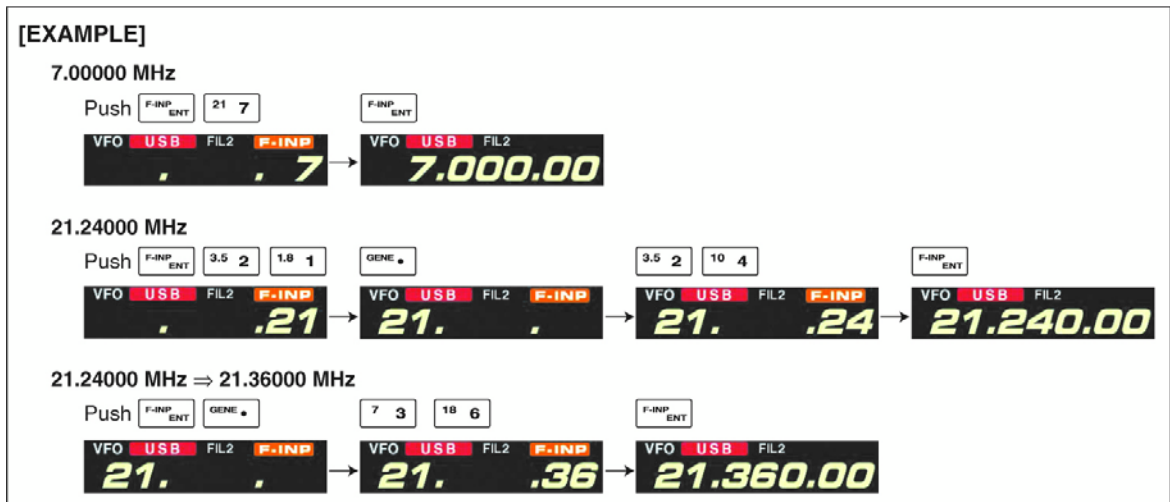 [EXAMPLE]
7.00000 MHz
Push F-INP ENT 21 7 F-INP ENT
VFO USB FIL2 F-INP VFO USB FIL2
. . 7 → 7.000.00
21.24000 MHz
Push F-INP ENT 3.5 2 1.8 1 GENE • 3.5 2 10 4 F-INP ENT
VFO USB FIL2 F-INP VFO USB FIL2 F-INP VFO USB FIL2 F-INP VFO USB FIL2
. .21 → 21. . → 21. .24 → 21.240.00
21.24000 MHz ⇒ 21.36000 MHz
Push F-INP ENT GENE • 7 3 18 6 F-INP ENT
VFO USB FIL2 F-INP VFO USB FIL2 F-INP VFO USB FIL2
21. . → 21. .36 → 21.360.00